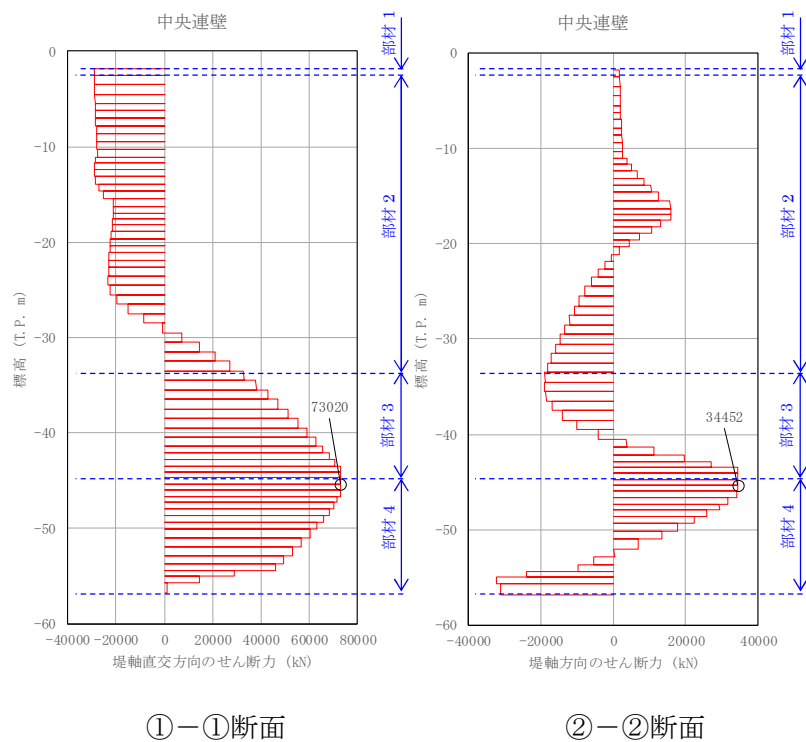 中央連壁
0
-10
-20
-30
-40
-50
-60
標高 (T.P. m)
73020
-40000 -20000 0 20000 40000 60000 80000
堤軸直交方向のせん断力 (kN)
部材1
部材2
部材3
部材4
①－①断面
中央連壁
0
-10
-20
-30
-40
-50
-60
標高 (T.P. m)
34452
-40000 -20000 0 20000 40000
堤軸方向のせん断力 (kN)
部材1
部材2
部材3
部材4
②－②断面